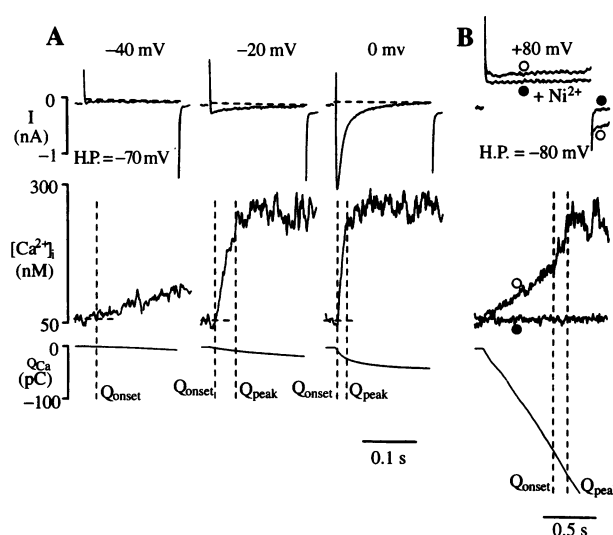 A
−40 mV
−20 mV
0 mv
B
+80 mV
+ Ni2+
0
I
(nA)
−1
H.P. = −70 mV
H.P. = −80 mV
300
[Ca2+]i
(nM)
50
0
QCa
(pC)
−100
Qonset
Qonset
Qpeak
Qonset
Qpeak
0.1 s
Qonset
Qpea
0.5 s